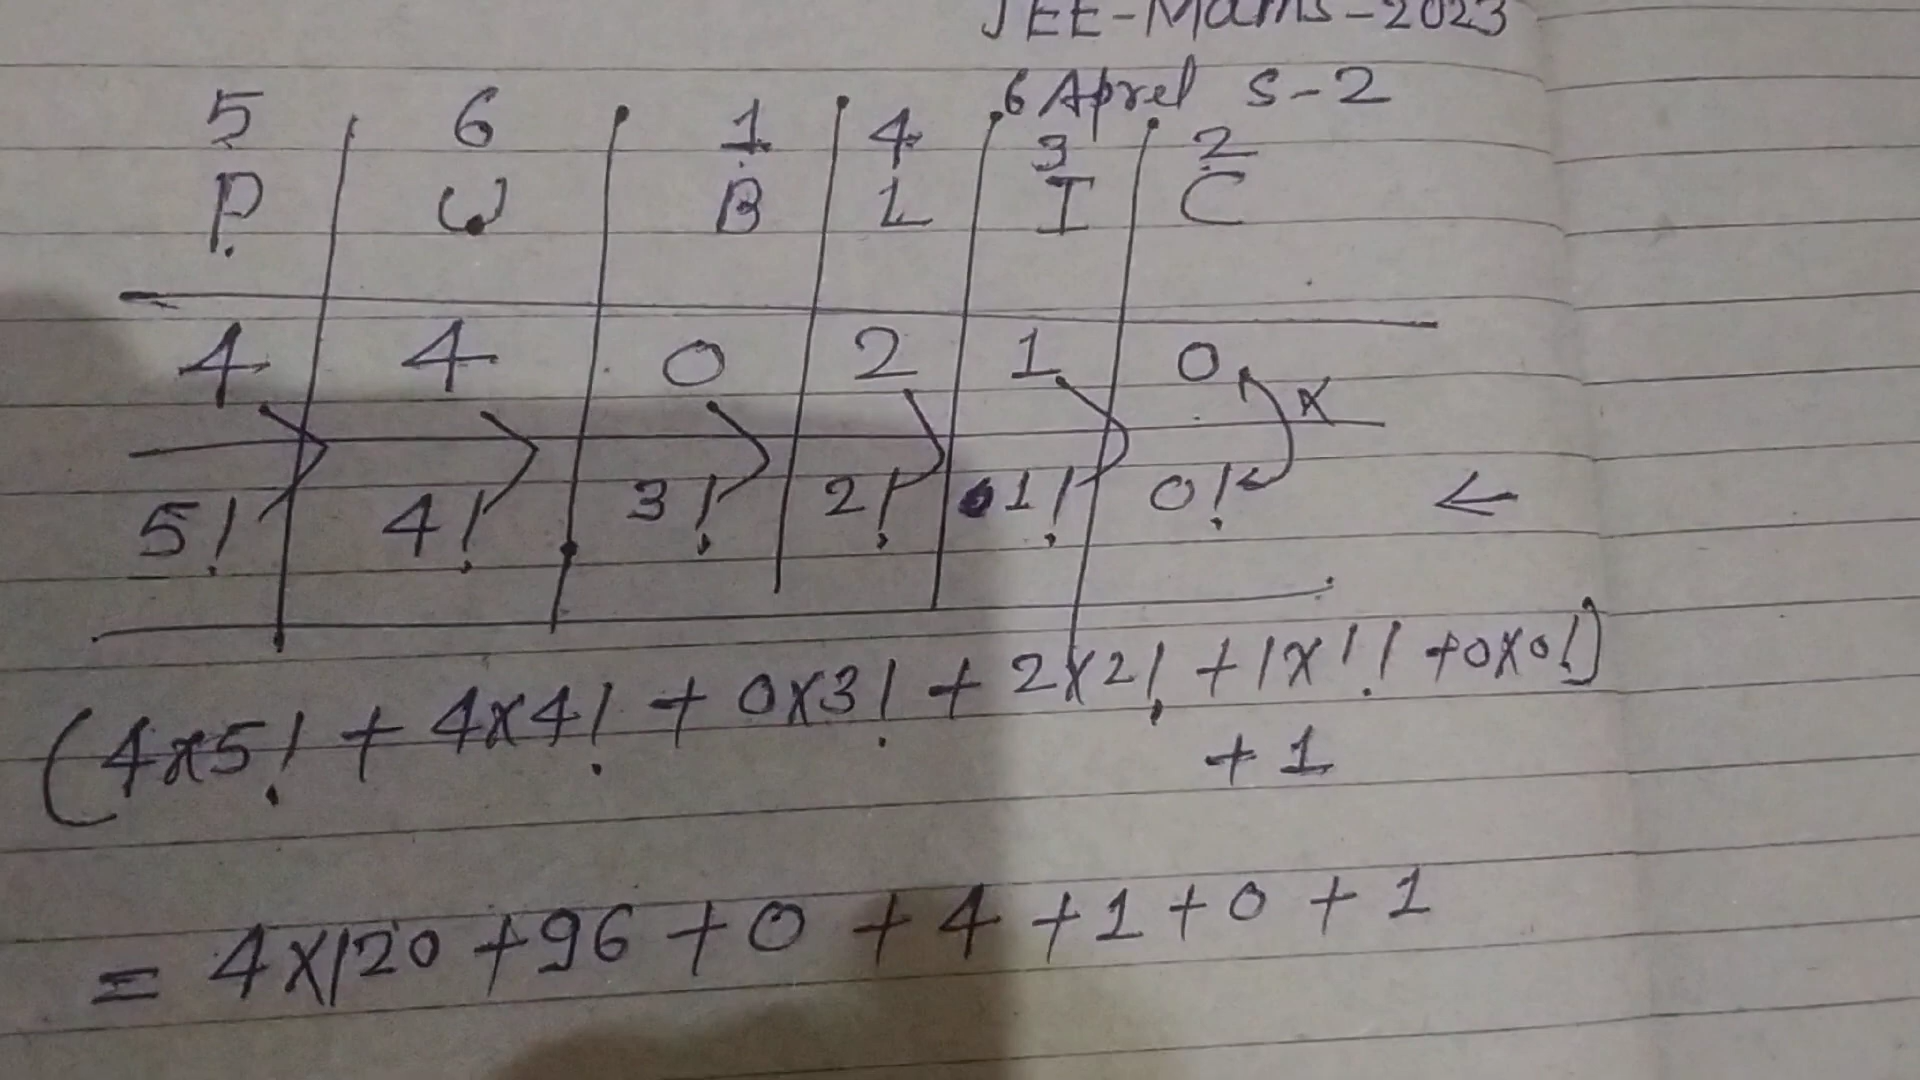 JEE-Mains-2023
6 Aprel S-2
5 6 1 4 3 2
P W B L I C
4 4 0 2 1 0 x
5! 4! 3! 2! 1! 0! ←
(4x5! + 4x4! + 0x3! + 2x2! + 1x1! +0x0!)
+ 1
= 4x120 +96 + 0 + 4 + 1 + 0 + 1